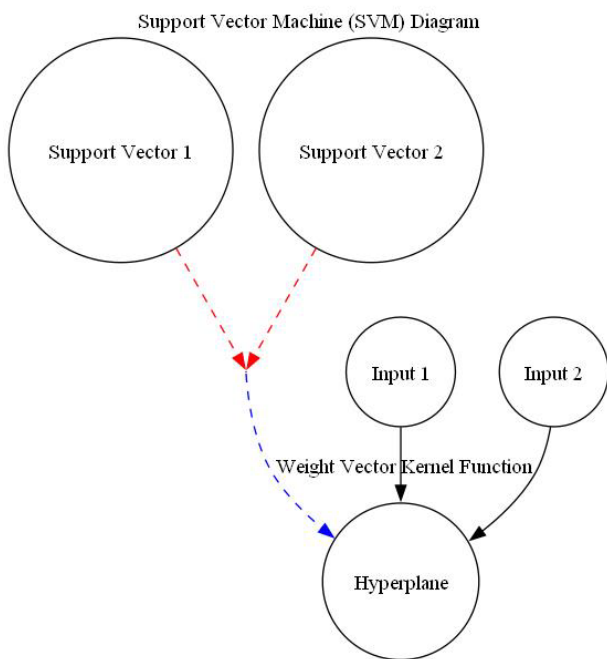 Support Vector Machine (SVM) Diagram
Support Vector 1
Support Vector 2
Input 1
Input 2
Weight Vector
Kernel Function
Hyperplane